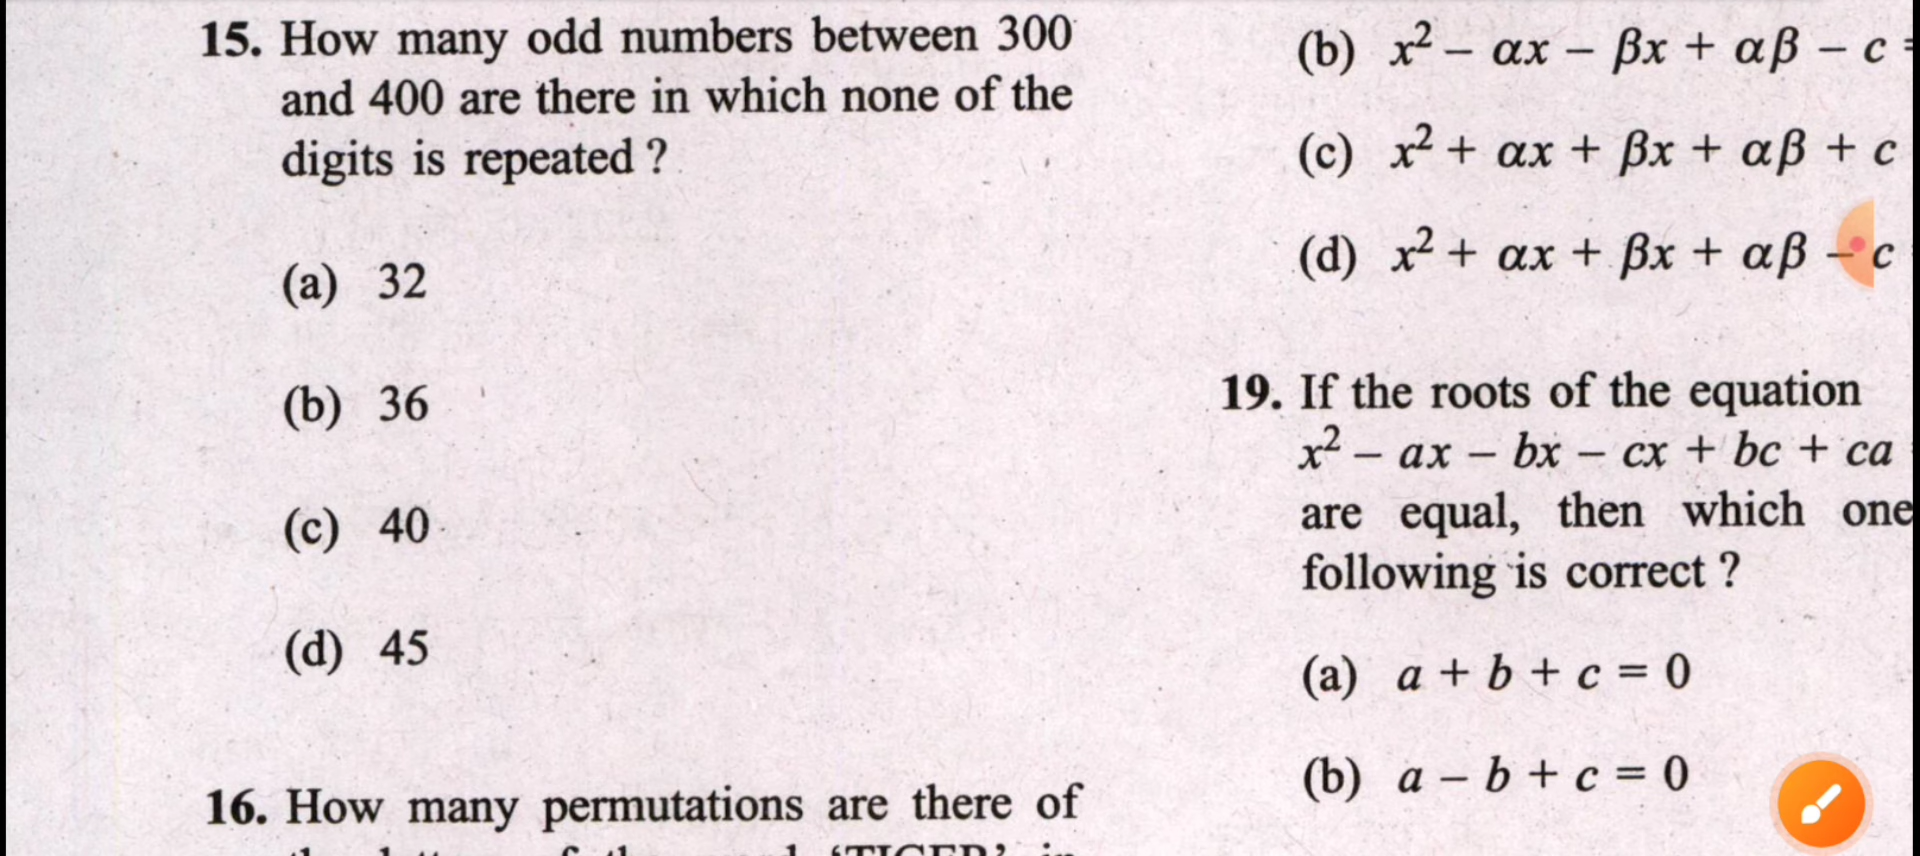 15. How many odd numbers between 300
and 400 are there in which none of the
digits is repeated ?
(a) 32
(b) 36
(c) 40
(d) 45
16. How many permutations are there of
(b) x² – αx – βx + αβ – c =
(c) x² + αx + βx + αβ + c
(d) x² + αx + βx + αβ – c
19. If the roots of the equation
x² – ax – bx – cx + bc + ca
are equal, then which one
following is correct ?
(a) a + b + c = 0
(b) a – b + c = 0